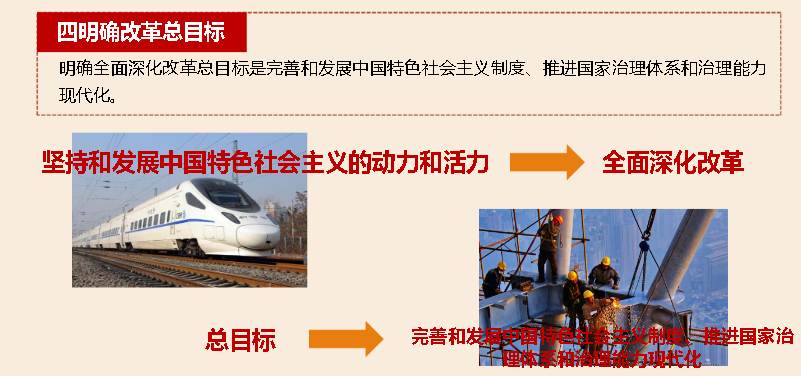 四明确改革总目标
明确全面深化改革总目标是完善和发展中国特色社会主义制度、推进国家治理体系和治理能力
现代化。
坚持和发展中国特色社会主义的动力和活力
全面深化改革
总目标
完善和发展中国特色社会主义制度、推进国家治
理体系和治理能力现代化